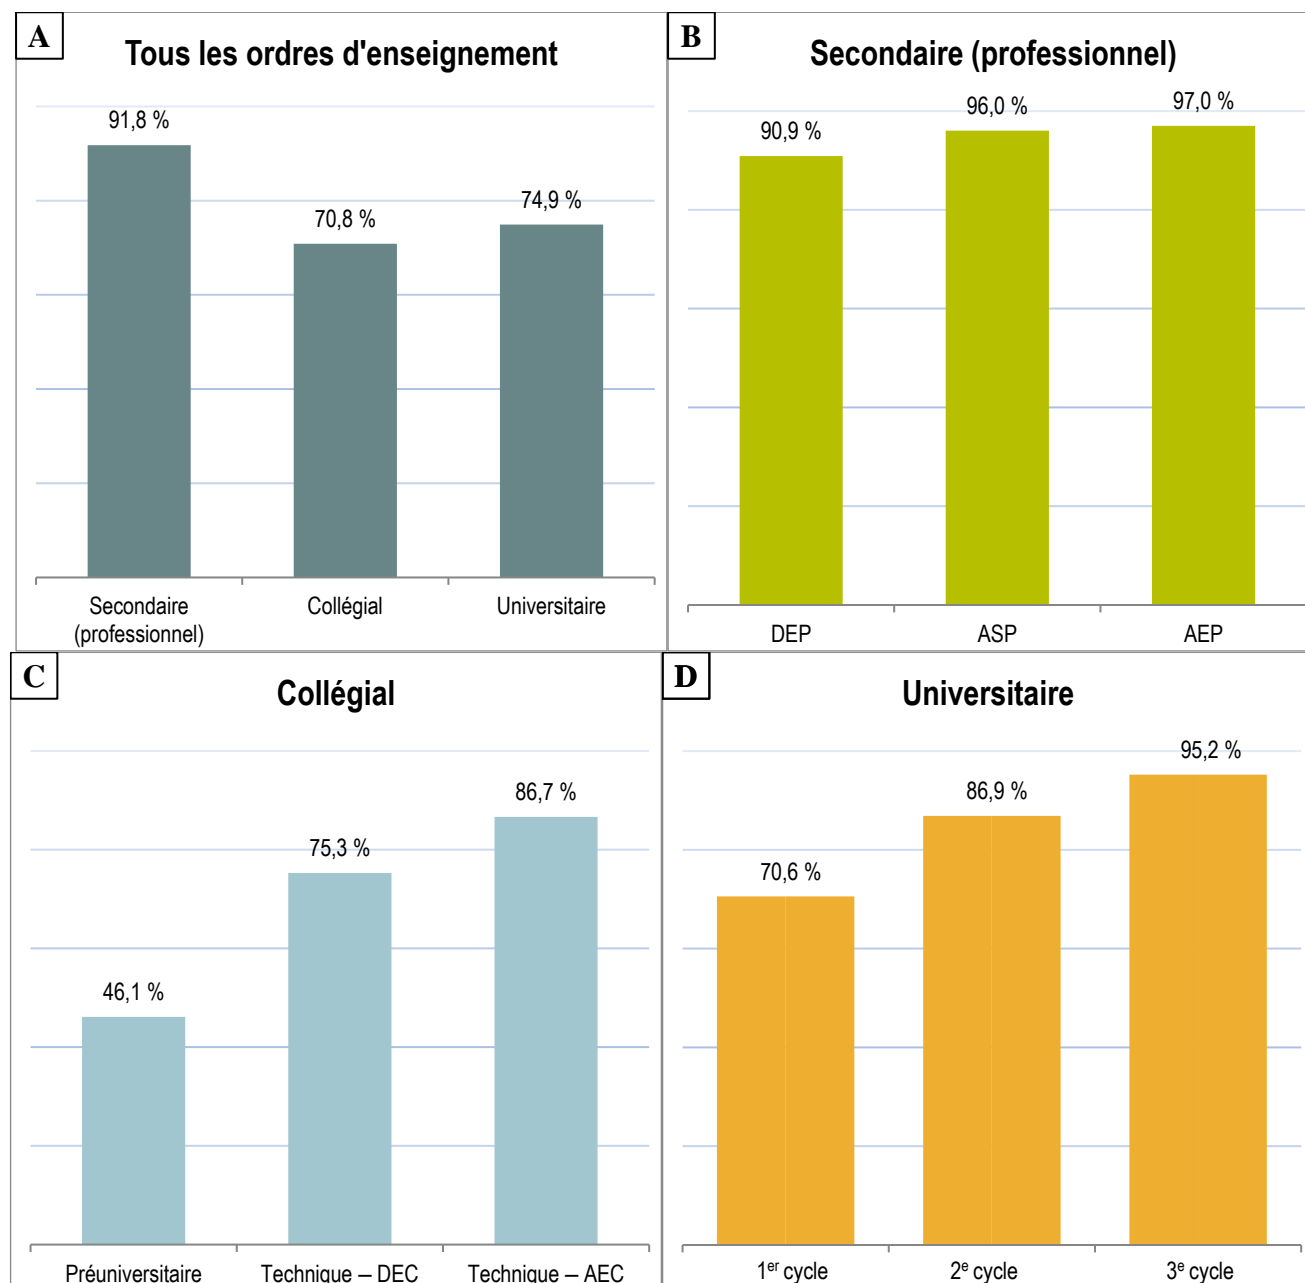 A
Tous les ordres d'enseignement
91,8 %
70,8 %
74,9 %
Secondaire
(professionnel)
Collégial
Universitaire
B
Secondaire (professionnel)
90,9 %
96,0 %
97,0 %
DEP
ASP
AEP
C
Collégial
46,1 %
75,3 %
86,7 %
Préuniversitaire
Technique – DEC
Technique – AEC
D
Universitaire
70,6 %
86,9 %
95,2 %
1er cycle
2e cycle
3e cycle